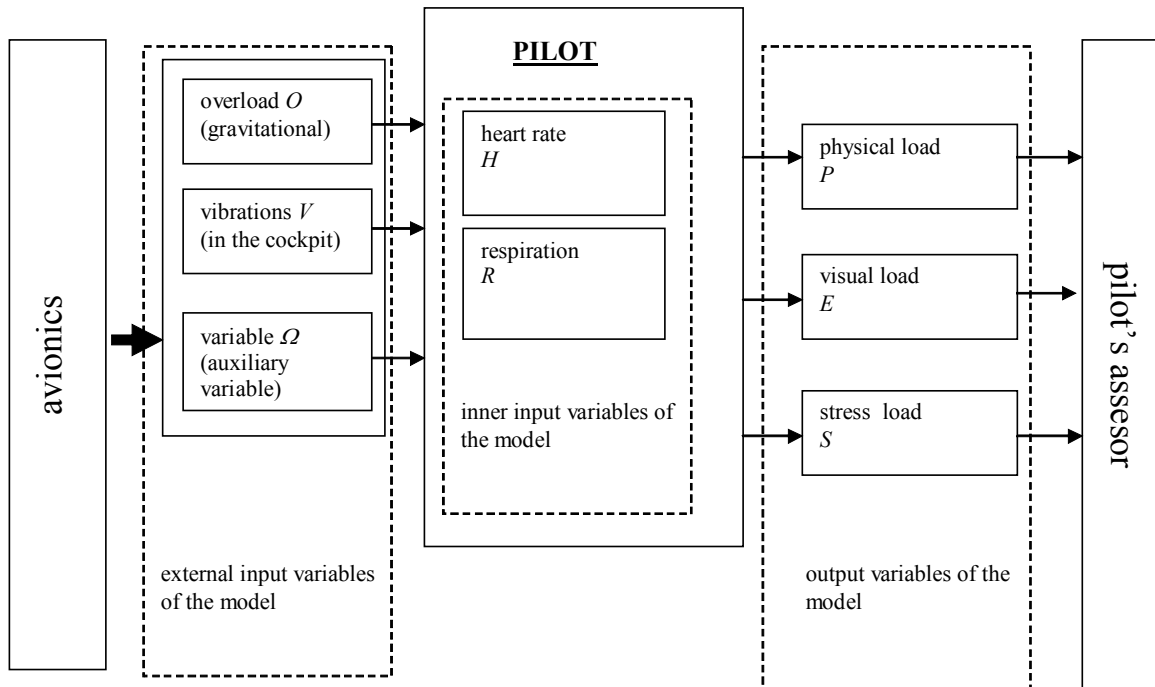 avionics
overload O
(gravitational)
vibrations V
(in the cockpit)
variable Ω
(auxiliary
variable)
external input variables
of the model
PILOT
heart rate
H
respiration
R
inner input variables of
the model
physical load
P
visual load
E
stress load
S
output variables of the
model
pilot's assesor